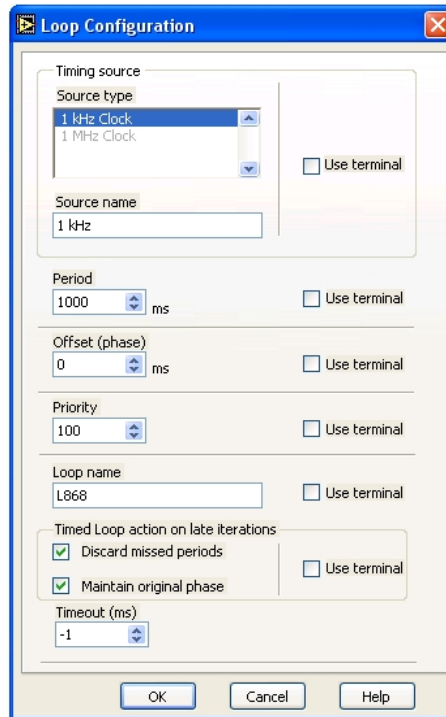 Loop Configuration
Timing source
Source type
1 kHz Clock
1 MHz Clock
Use terminal
Source name
1 kHz
Period
1000 ms
Use terminal
Offset (phase)
0 ms
Use terminal
Priority
100
Use terminal
Loop name
L868
Use terminal
Timed Loop action on late iterations
Discard missed periods
Use terminal
Maintain original phase
Timeout (ms)
-1
OK Cancel Help